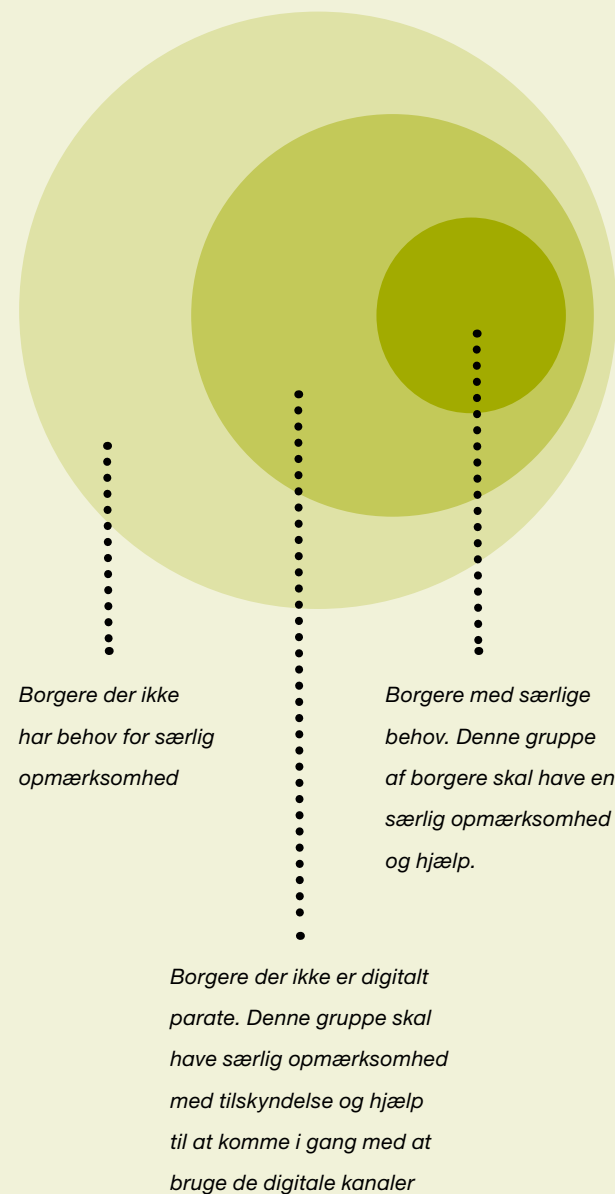 Borgere der ikke
har behov for særlig
opmærksomhed
Borgere med særlige
behov. Denne gruppe
af borgere skal have en
særlig opmærksomhed
og hjælp.
Borgere der ikke er digitalt
parate. Denne gruppe skal
have særlig opmærksomhed
med tilskyndelse og hjælp
til at komme i gang med at
bruge de digitale kanaler